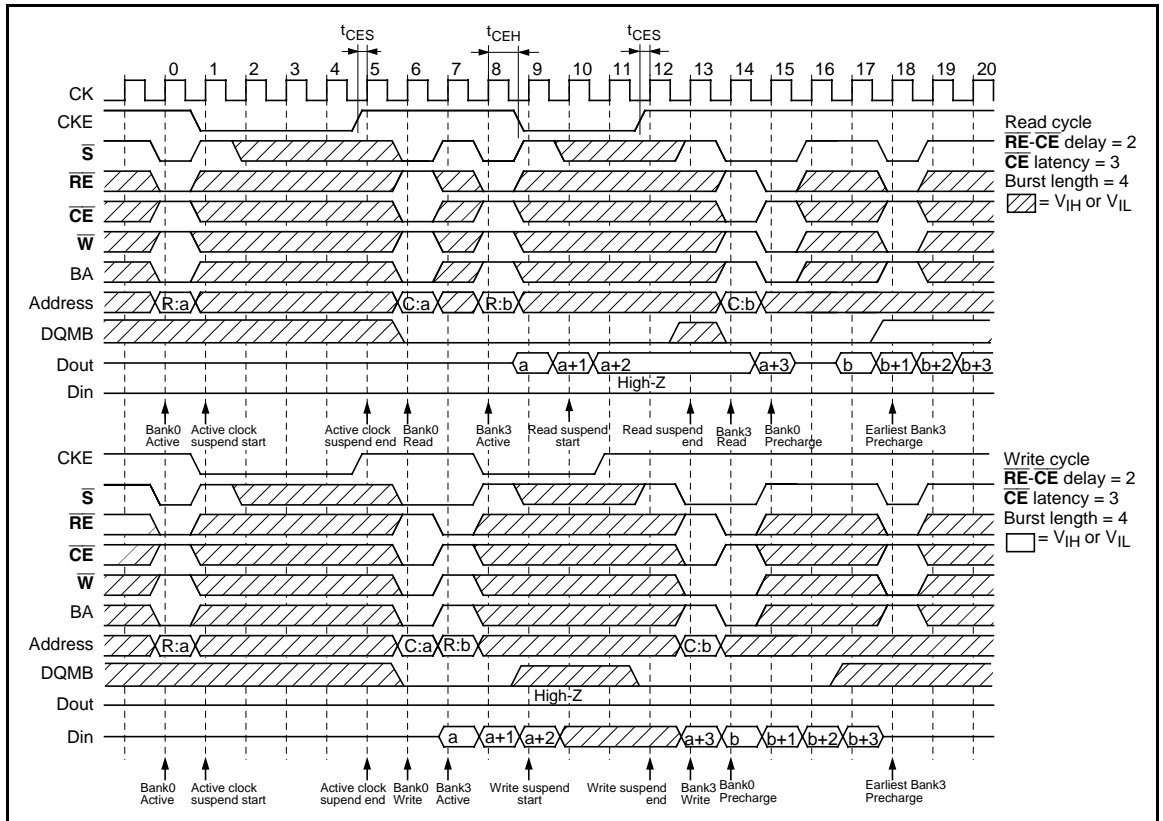 tCES tCEH tCES
0 1 2 3 4 5 6 7 8 9 10 11 12 13 14 15 16 17 18 19 20
CK
CKE
S
RE
CE
W
BA
Address R:a C:a R:b C:b
DQMB
Dout a a+1 a+2 a+3 b b+1 b+2 b+3
High-Z
Din
Bank0 Active
Active clock suspend start
Active clock suspend end
Bank0 Read
Bank3 Active
Read suspend start
Read suspend end
Bank3 Read
Bank0 Precharge
Earliest Bank3 Precharge
Read cycle
RE-CE delay = 2
CE latency = 3
Burst length = 4
= VIH or VIL
CKE
S
RE
CE
W
BA
Address R:a C:a R:b C:b
DQMB
High-Z
Dout
Din a a+1 a+2 a+3 b b+1 b+2 b+3
Bank0 Active
Active clock suspend start
Active clock supend end
Bank0 Write
Bank3 Active
Write suspend start
Write suspend end
Bank3 Write
Bank0 Precharge
Earliest Bank3 Precharge
Write cycle
RE-CE delay = 2
CE latency = 3
Burst length = 4
= VIH or VIL